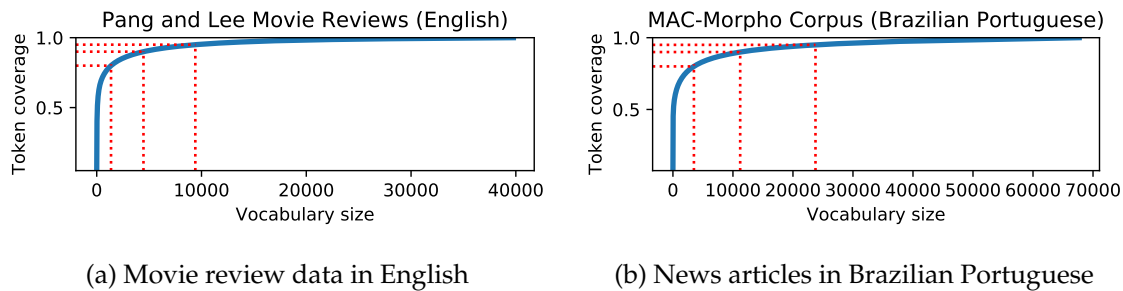 Pang and Lee Movie Reviews (English)
1.0
0.5
Token coverage
0 10000 20000 30000 40000
Vocabulary size
(a) Movie review data in English
MAC-Morpho Corpus (Brazilian Portuguese)
1.0
0.5
Token coverage
0 10000 20000 30000 40000 50000 60000 70000
Vocabulary size
(b) News articles in Brazilian Portuguese